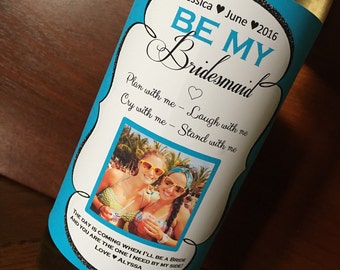 ♥ June ♥ 2016
BE MY
Bridesmaid
Plan with me ~ Laugh with me
Cry with me ~ Stand with me
THE DAY IS COMING WHEN I'LL BE A BRIDE
AND YOU ARE THE ONE I NEED BY MY SIDE!
LOVE ♥ ALYSSA